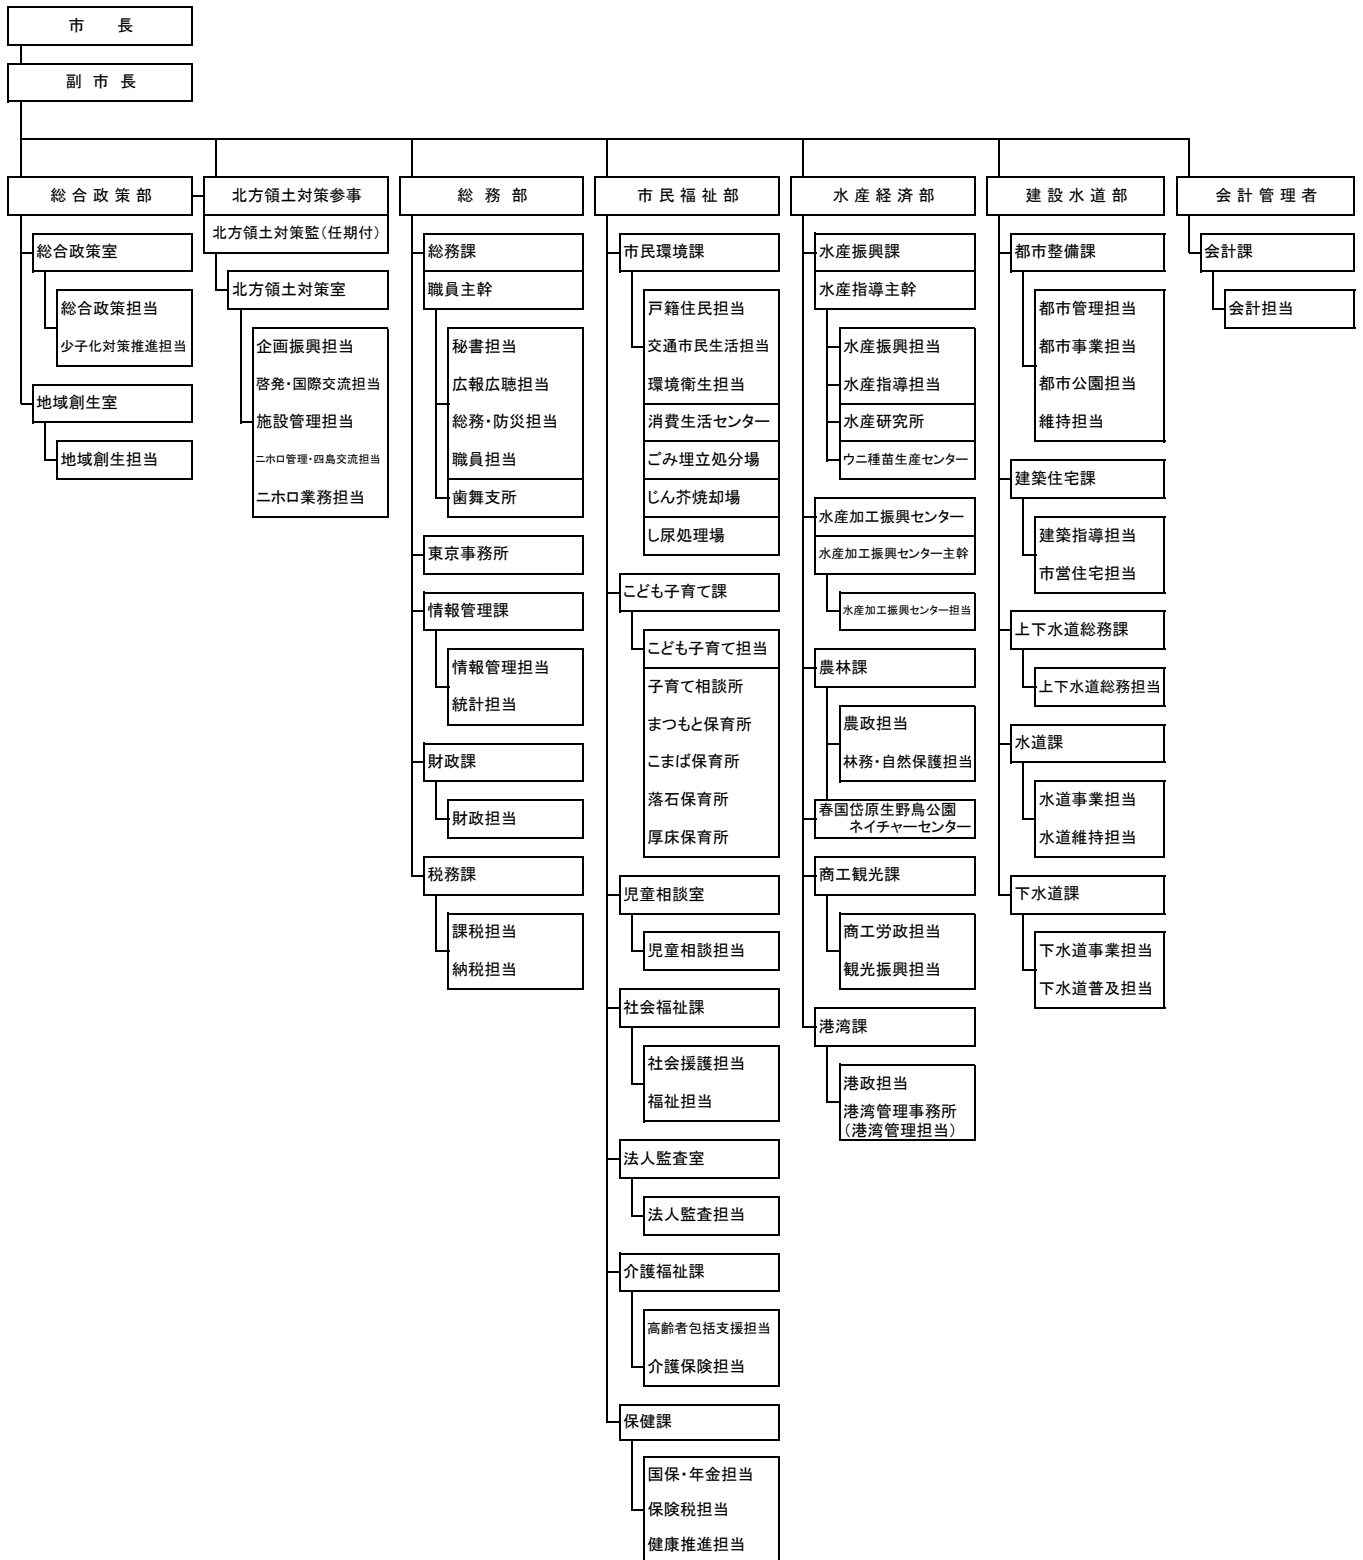 市長
副市長
総合政策部
総合政策室
総合政策担当
少子化対策推進担当
地域創生室
地域創生担当
北方領土対策参事
北方領土対策監(任期付)
北方領土対策室
企画振興担当
啓発・国際交流担当
施設管理担当
ニホロ管理・四島交流担当
ニホロ業務担当
総務部
総務課
職員主幹
秘書担当
広報広聴担当
総務・防災担当
職員担当
歯舞支所
東京事務所
情報管理課
情報管理担当
統計担当
財政課
財政担当
税務課
課税担当
納税担当
市民福祉部
市民環境課
戸籍住民担当
交通市民生活担当
環境衛生担当
消費生活センター
ごみ埋立処分場
じん芥焼却場
し尿処理場
こども子育て課
こども子育て担当
子育て相談所
まつもと保育所
こまば保育所
落石保育所
厚床保育所
児童相談室
児童相談担当
社会福祉課
社会援護担当
福祉担当
法人監査室
法人監査担当
介護福祉課
高齢者包括支援担当
介護保険担当
保健課
国保・年金担当
保険税担当
健康推進担当
水産経済部
水産振興課
水産指導主幹
水産振興担当
水産指導担当
水産研究所
ウニ種苗生産センター
水産加工振興センター
水産加工振興センター主幹
水産加工振興センター担当
農林課
農政担当
林務・自然保護担当
春国岱原生野鳥公園
ネイチャーセンター
商工観光課
商工労政担当
観光振興担当
港湾課
港政担当
港湾管理事務所
(港湾管理担当)
建設水道部
都市整備課
都市管理担当
都市事業担当
都市公園担当
維持担当
建築住宅課
建築指導担当
市営住宅担当
上下水道総務課
上下水道総務担当
水道課
水道事業担当
水道維持担当
下水道課
下水道事業担当
下水道普及担当
会計管理者
会計課
会計担当